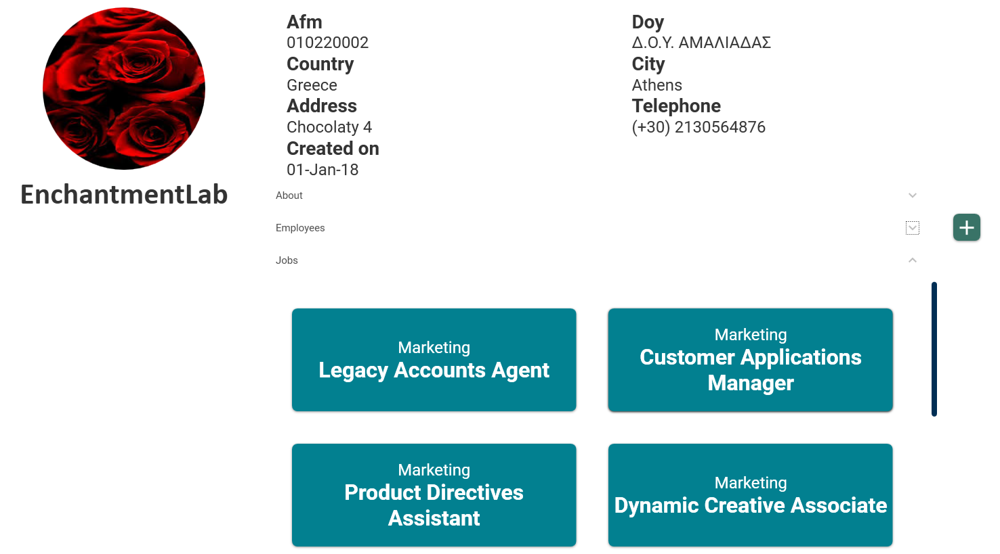 EnchantmentLab
Afm
010220002
Country
Greece
Address
Chocolaty 4
Created on
01-Jan-18
Doy
Δ.Ο.Υ. ΑΜΑΛΙΑΔΑΣ
City
Athens
Telephone
(+30) 2130564876
About
Employees
Jobs
Marketing
Legacy Accounts Agent
Marketing
Customer Applications
Manager
Marketing
Product Directives
Assistant
Marketing
Dynamic Creative Associate